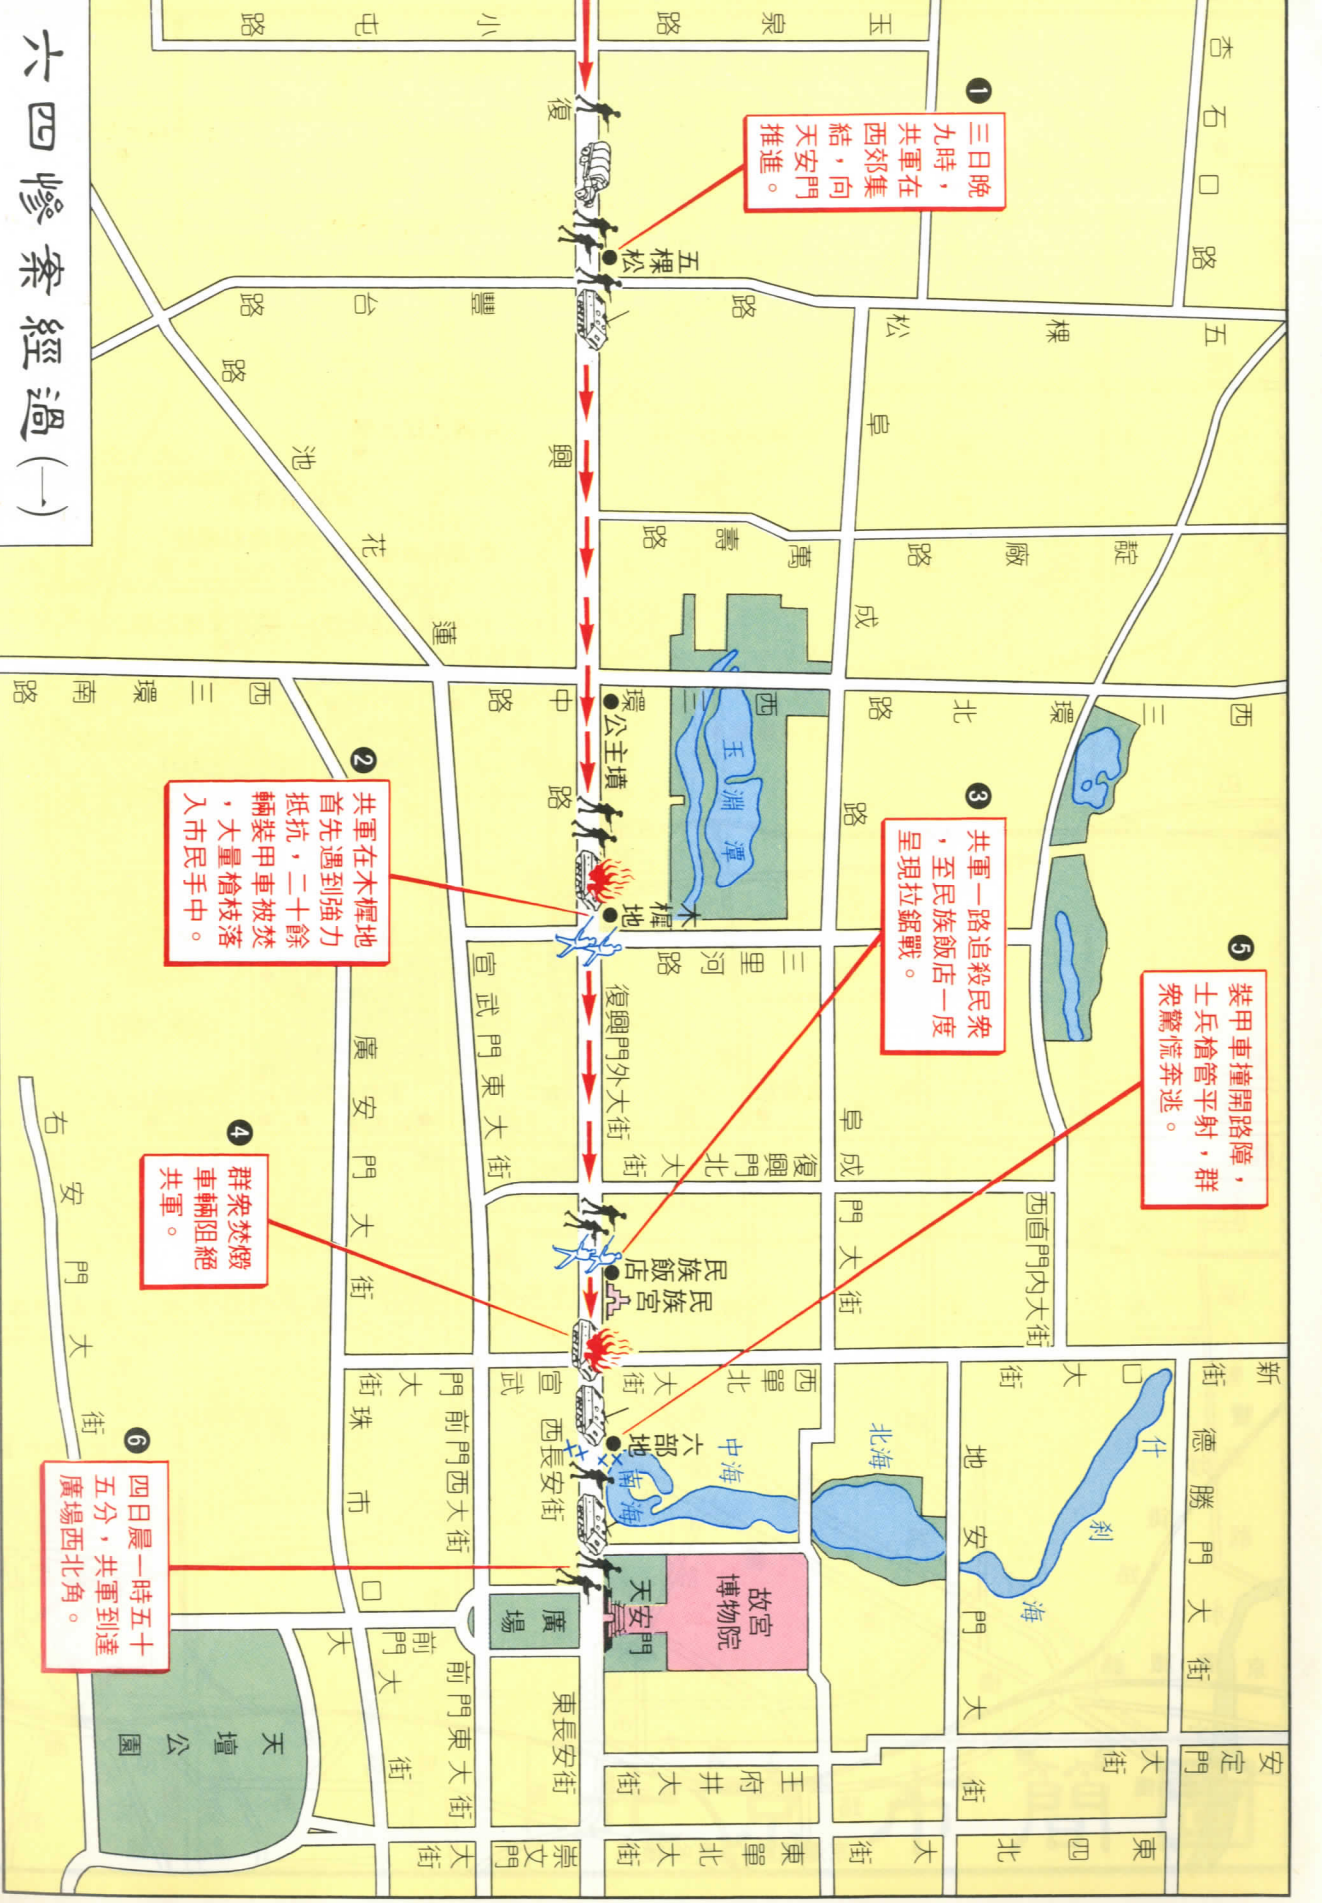 六四慘案經過(一)
❶
三日晚
九時，
共軍在
西郊集
結，向
天安門
推進。
❷
共軍在木樨地
首先遇到強力
抵抗，二十餘
輛裝甲車被焚
，大量槍枝落
入市民手中。
❸
共軍一路追殺民衆
，至民族飯店一度
呈現拉鋸戰。
❹
群衆焚燬
車輛阻絕
共軍。
❺
裝甲車撞開路障，
士兵槍管平射，群
衆驚慌奔逃。
❻
四日晨一時五十
五分，共軍到達
廣場西北角。
杏石口路
玉泉路
小屯路
復興路
五棵松
五棵松路
豐台路
蓮花池路
阜成路
靛廠路
萬壽路
西三環北路
西三環中路
西三環南路
公主墳
玉淵潭
木樨地
三里河路
復興門外大街
宣武門東大街
廣安門大街
右安門大街
復興門北大街
阜成門大街
西直門內大街
民族飯店
民族宮
新街口大街
西單北大街
宣武門大街
德勝門大街
地安門大街
什剎海
北海
中海
南海
六部地
西長安街
前門西大街
珠市口大街
故宮
博物院
天安門
廣場
前門大街
前門東大街
東長安街
天壇公園
王府井大街
安定門大街
東四北大街
東單北大街
崇文門大街